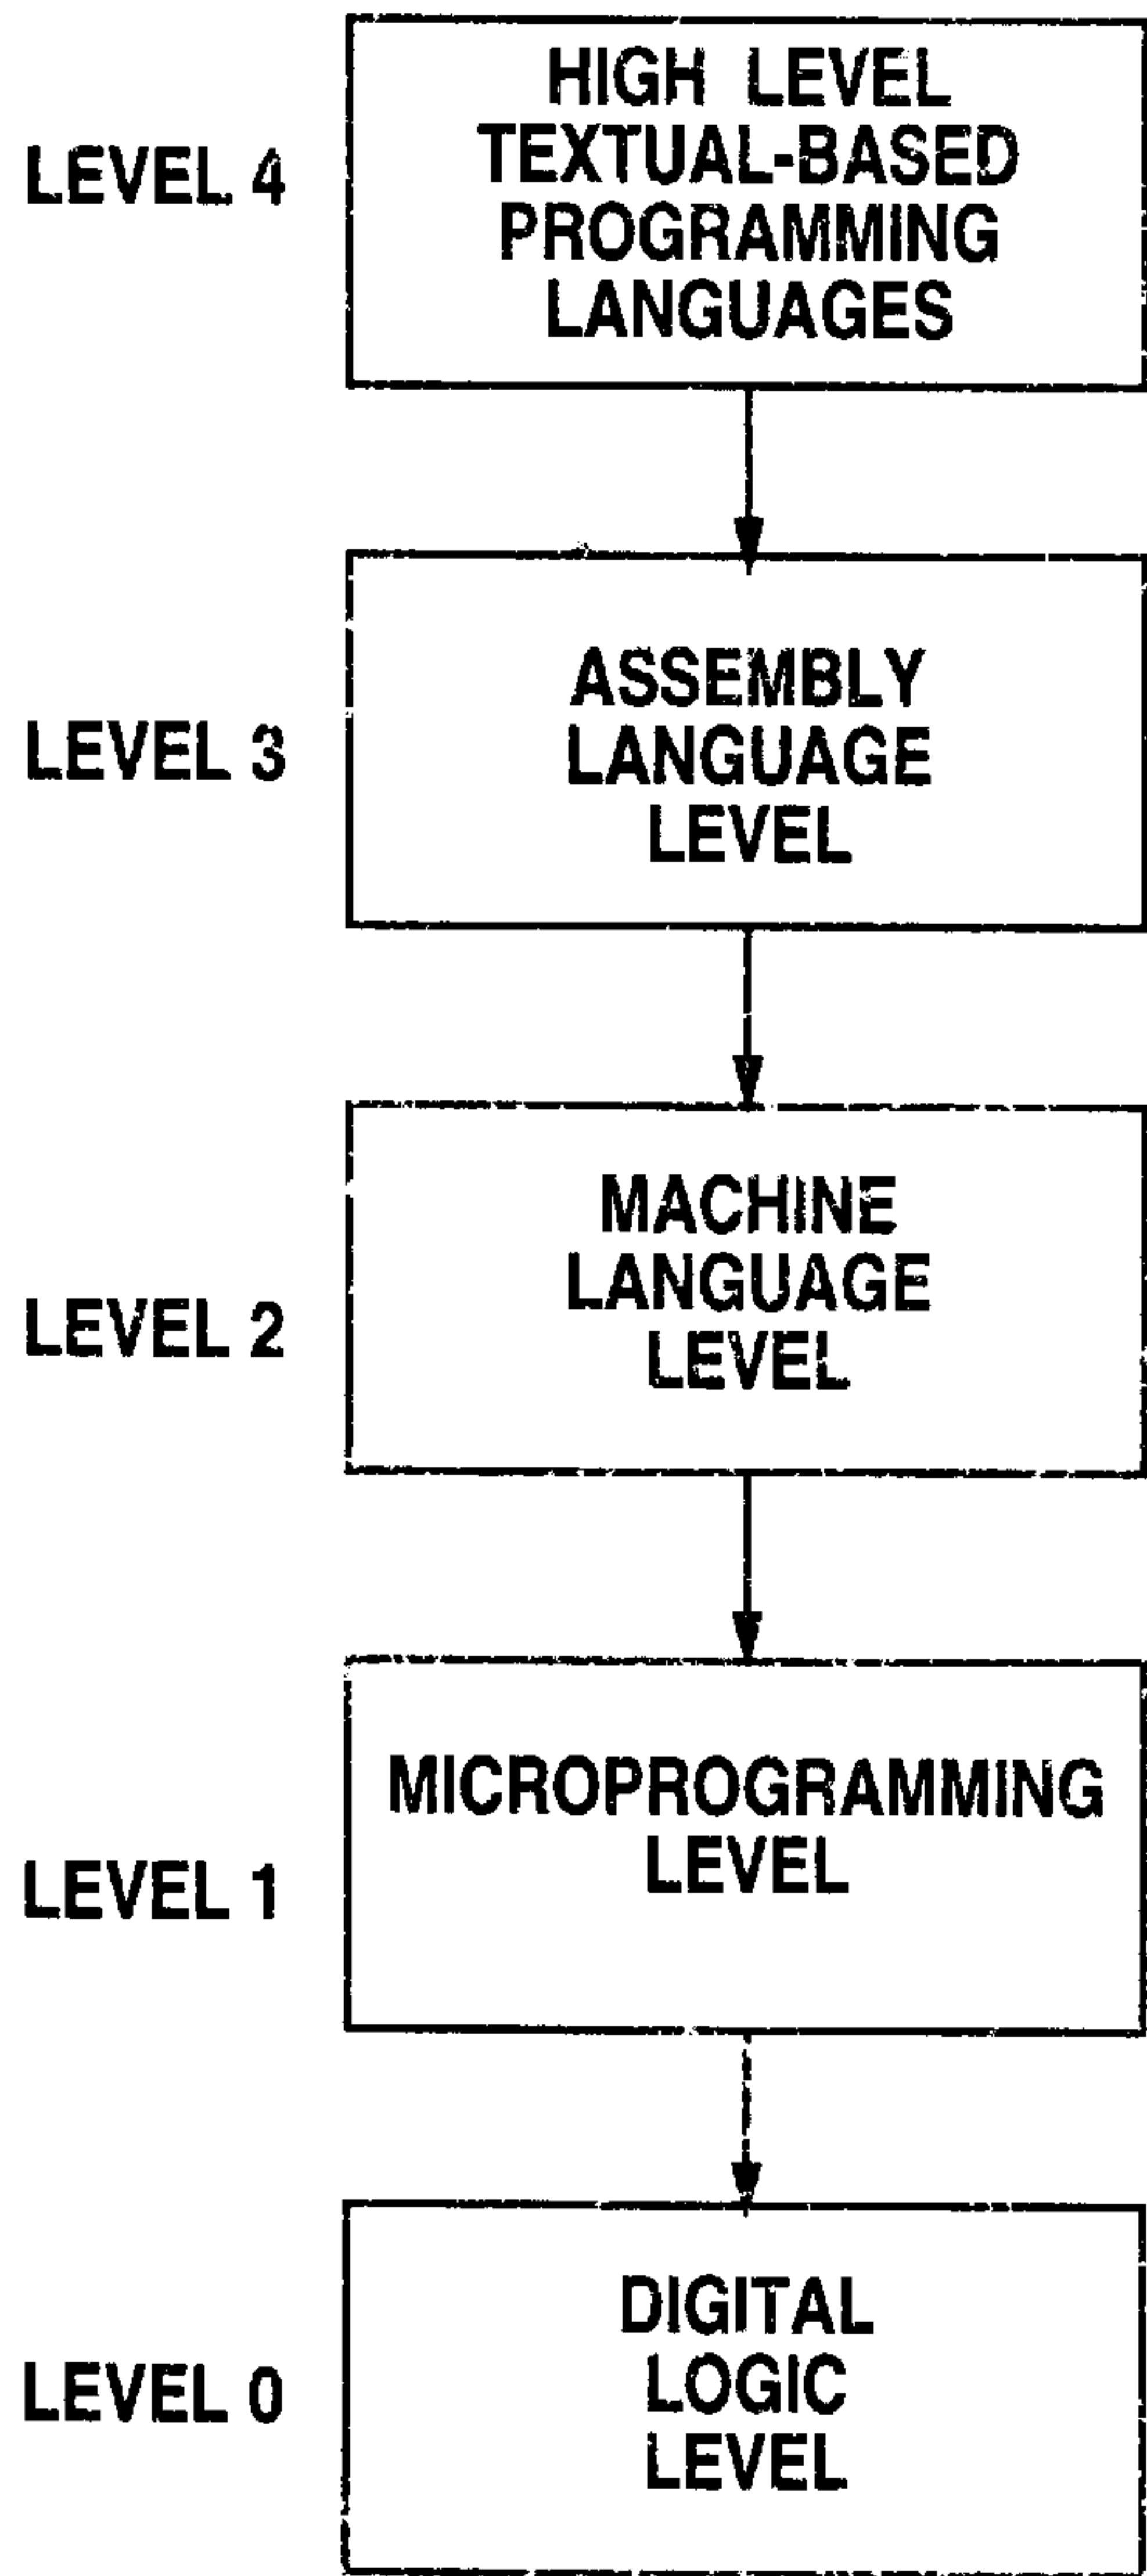 LEVEL 4
HIGH LEVEL
TEXTUAL-BASED
PROGRAMMING
LANGUAGES
LEVEL 3
ASSEMBLY
LANGUAGE
LEVEL
LEVEL 2
MACHINE
LANGUAGE
LEVEL
LEVEL 1
MICROPROGRAMMING
LEVEL
LEVEL 0
DIGITAL
LOGIC
LEVEL